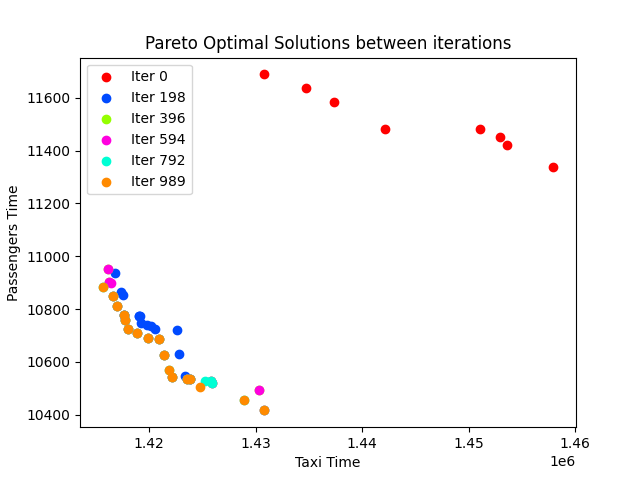 Pareto Optimal Solutions between iterations
Iter 0
Iter 198
Iter 396
Iter 594
Iter 792
Iter 989
Passengers Time
11600
11400
11200
11000
10800
10600
10400
1.42 1.43 1.44 1.45 1.46
1e6
Taxi Time